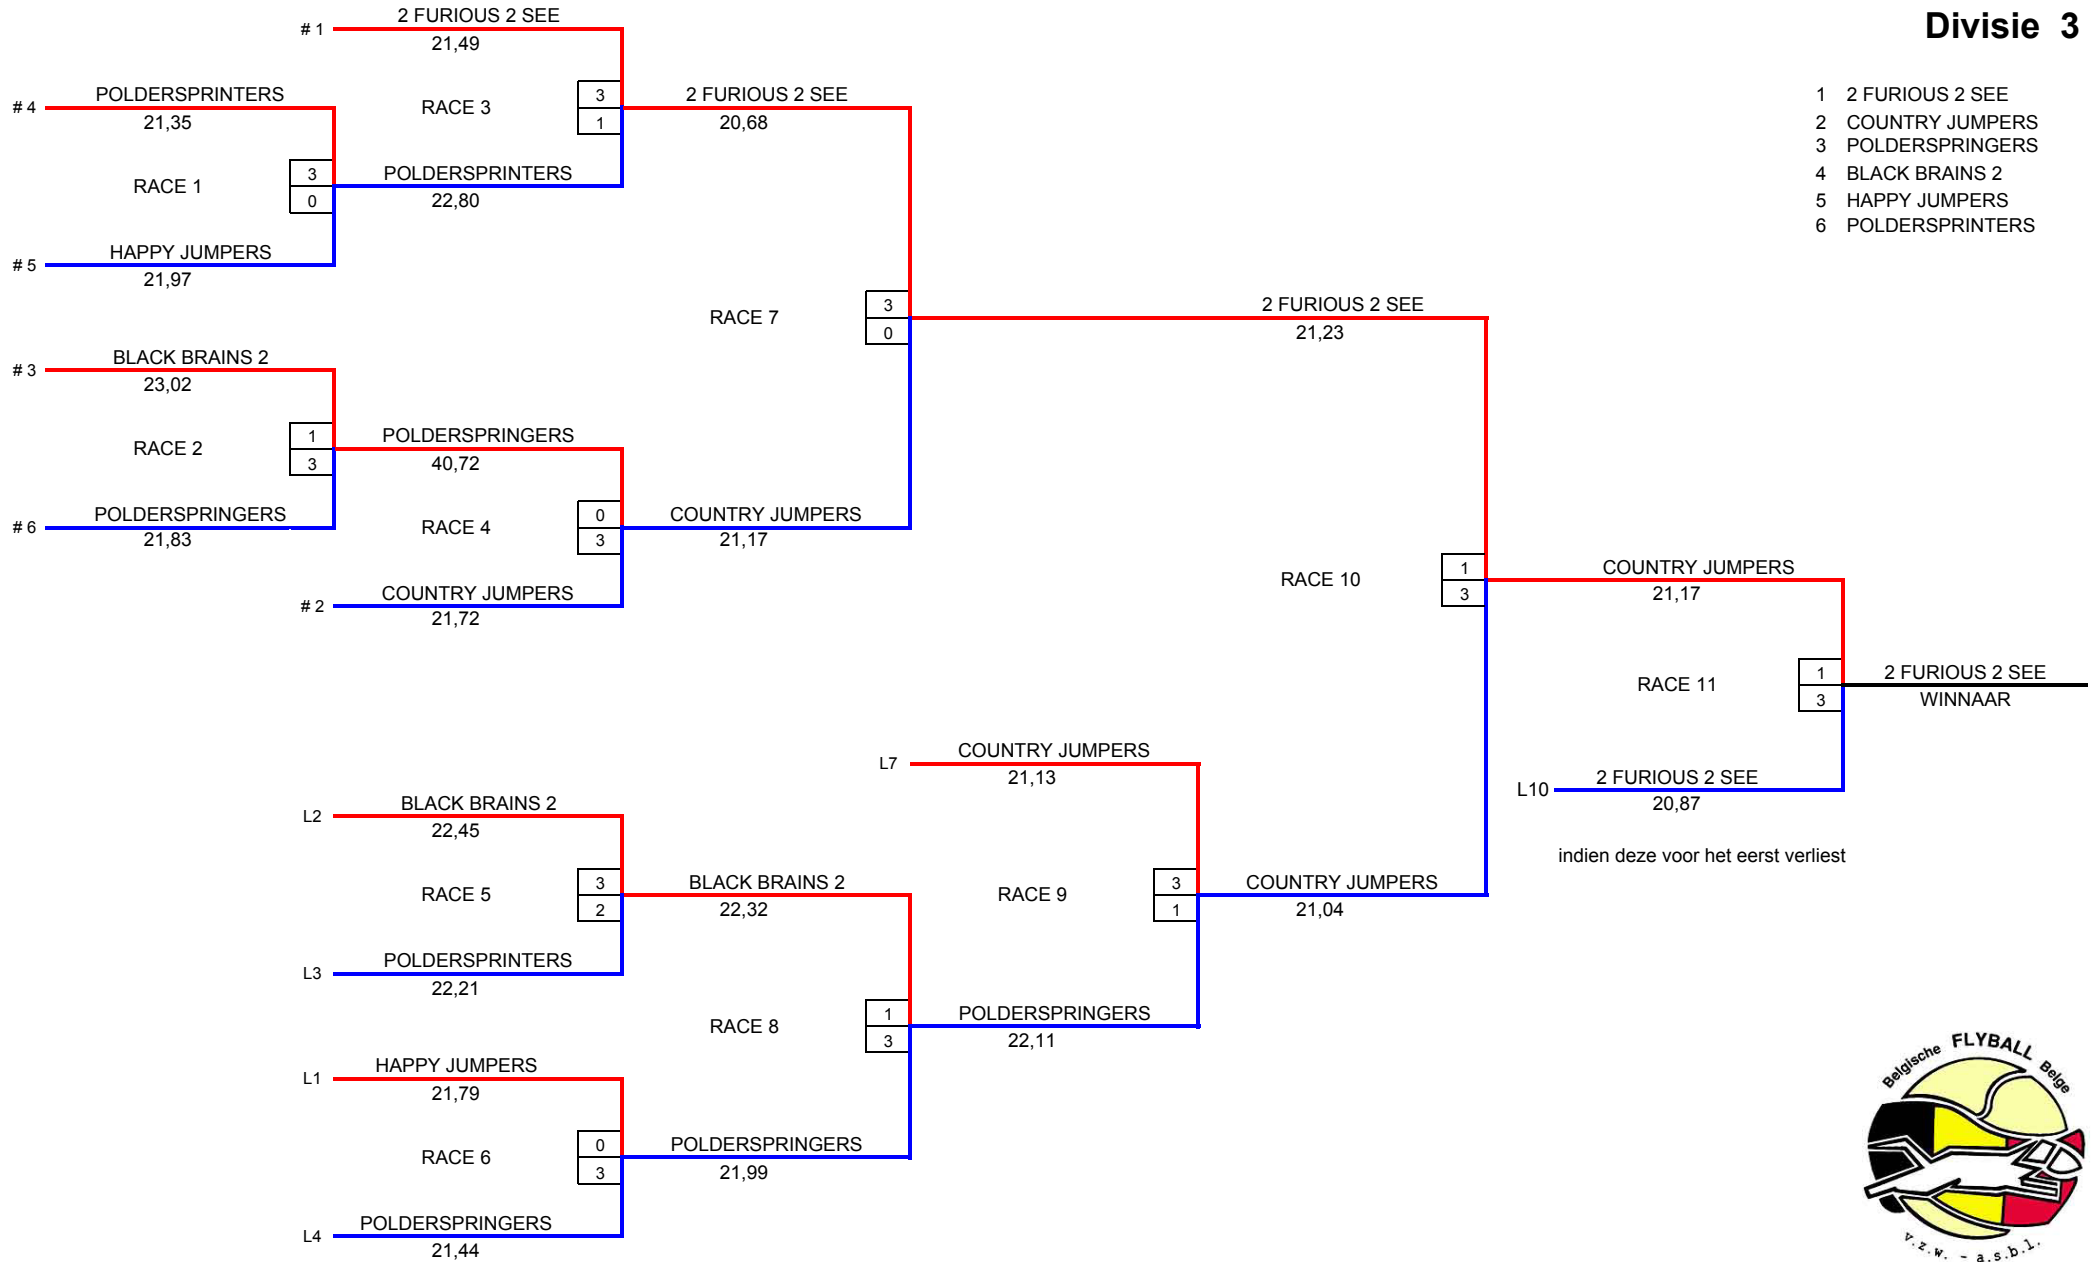 Divisie 3
1 2 FURIOUS 2 SEE
2 COUNTRY JUMPERS
3 POLDERSPRINGERS
4 BLACK BRAINS 2
5 HAPPY JUMPERS
6 POLDERSPRINTERS
# 1
2 FURIOUS 2 SEE
21,49
# 4
POLDERSPRINTERS
21,35
RACE 1
3
0
# 5
HAPPY JUMPERS
21,97
RACE 3
3
1
POLDERSPRINTERS
22,80
# 3
BLACK BRAINS 2
23,02
RACE 2
1
3
# 6
POLDERSPRINGERS
21,83
POLDERSPRINGERS
40,72
RACE 4
0
3
# 2
COUNTRY JUMPERS
21,72
2 FURIOUS 2 SEE
20,68
RACE 7
3
0
COUNTRY JUMPERS
21,17
2 FURIOUS 2 SEE
21,23
RACE 10
1
3
COUNTRY JUMPERS
21,17
RACE 11
1
3
2 FURIOUS 2 SEE
WINNAAR
L10
2 FURIOUS 2 SEE
20,87
indien deze voor het eerst verliest
L7
COUNTRY JUMPERS
21,13
RACE 9
3
1
COUNTRY JUMPERS
21,04
L2
BLACK BRAINS 2
22,45
RACE 5
3
2
L3
POLDERSPRINTERS
22,21
BLACK BRAINS 2
22,32
RACE 8
1
3
POLDERSPRINGERS
22,11
L1
HAPPY JUMPERS
21,79
RACE 6
0
3
L4
POLDERSPRINGERS
21,44
POLDERSPRINGERS
21,99
Belgische FLYBALL Belge
v.z.w. - a.s.b.l.